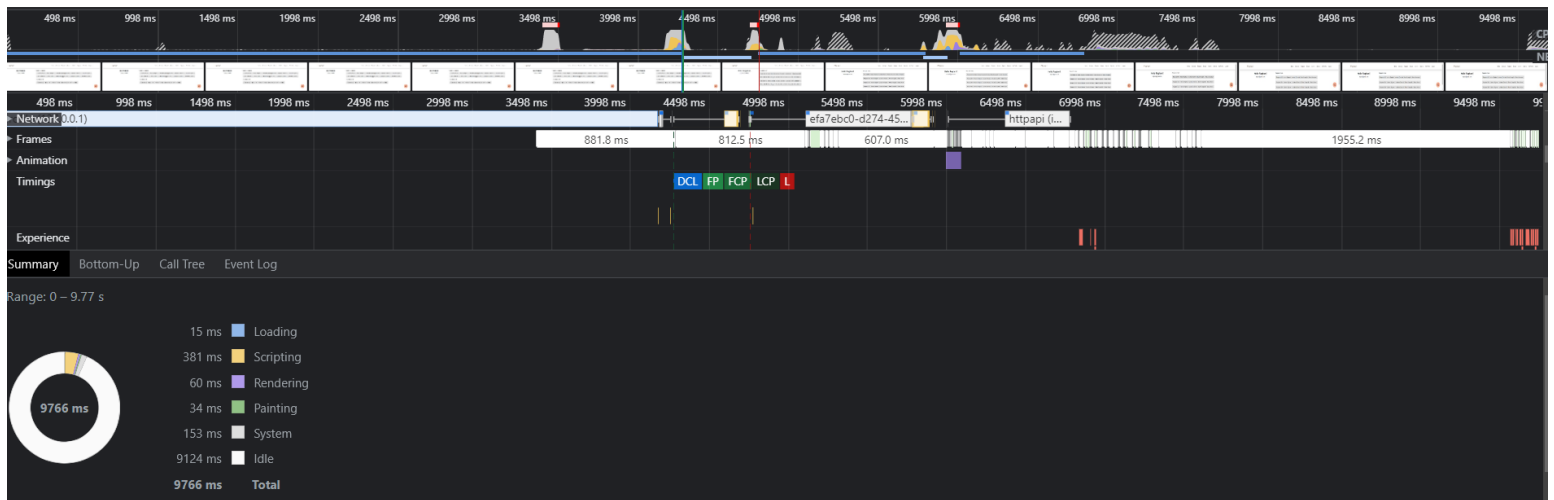 498 ms 998 ms 1498 ms 1998 ms 2498 ms 2998 ms 3498 ms 3998 ms 4498 ms 4998 ms 5498 ms 5998 ms 6498 ms 6998 ms 7498 ms 7998 ms 8498 ms 8998 ms 9498 ms
CP
NE
498 ms 998 ms 1498 ms 1998 ms 2498 ms 2998 ms 3498 ms 3998 ms 4498 ms 4998 ms 5498 ms 5998 ms 6498 ms 6998 ms 7498 ms 7998 ms 8498 ms 8998 ms 9498 ms 99
Network 0.0.1) efa7ebc0-d274-45... httpapi (i...
Frames 881.8 ms 812.5 ms 607.0 ms 1955.2 ms
Animation
Timings DCL FP FCP LCP L
Experience
Summary Bottom-Up Call Tree Event Log
Range: 0 – 9.77 s
15 ms Loading
381 ms Scripting
60 ms Rendering
9766 ms 34 ms Painting
153 ms System
9124 ms Idle
9766 ms Total